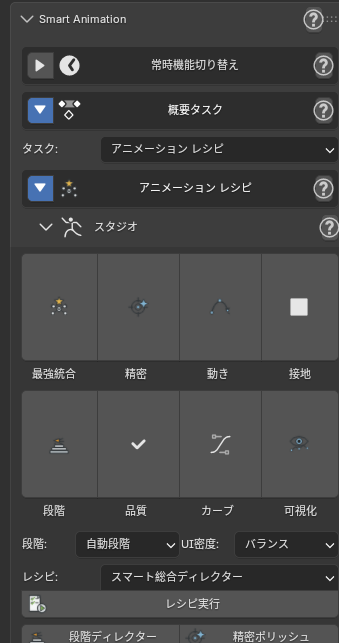 Smart Animation
常時機能切り替え
概要タスク
タスク: アニメーション レシピ
アニメーション レシピ
スタジオ
最強統合 精密 動き 接地
段階 品質 カーブ 可視化
段階: 自動段階 UI密度: バランス
レシピ: スマート総合ディレクター
レシピ実行
段階ディレクター 精密ポリッシュ